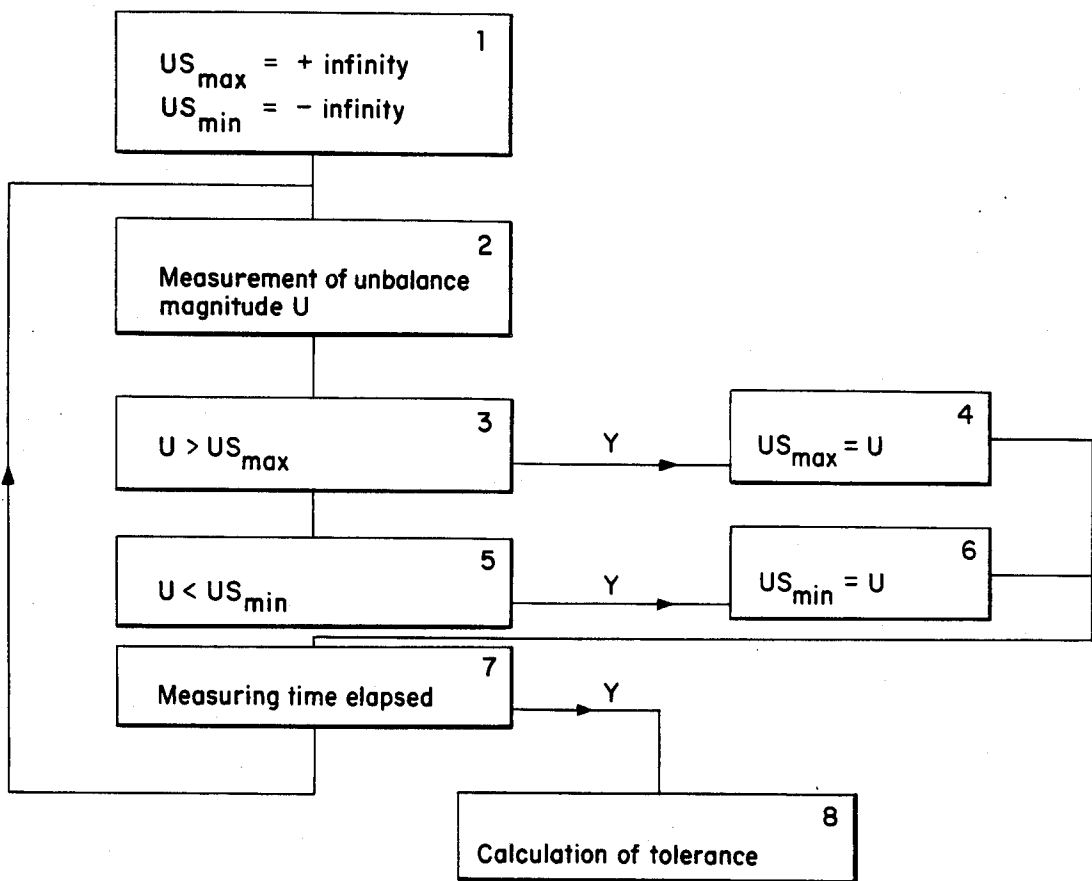 1
US_max = + infinity
US_min = - infinity
2
Measurement of unbalance
magnitude U
3
U > US_max
Y
4
US_max = U
5
U < US_min
Y
6
US_min = U
7
Measuring time elapsed
Y
8
Calculation of tolerance